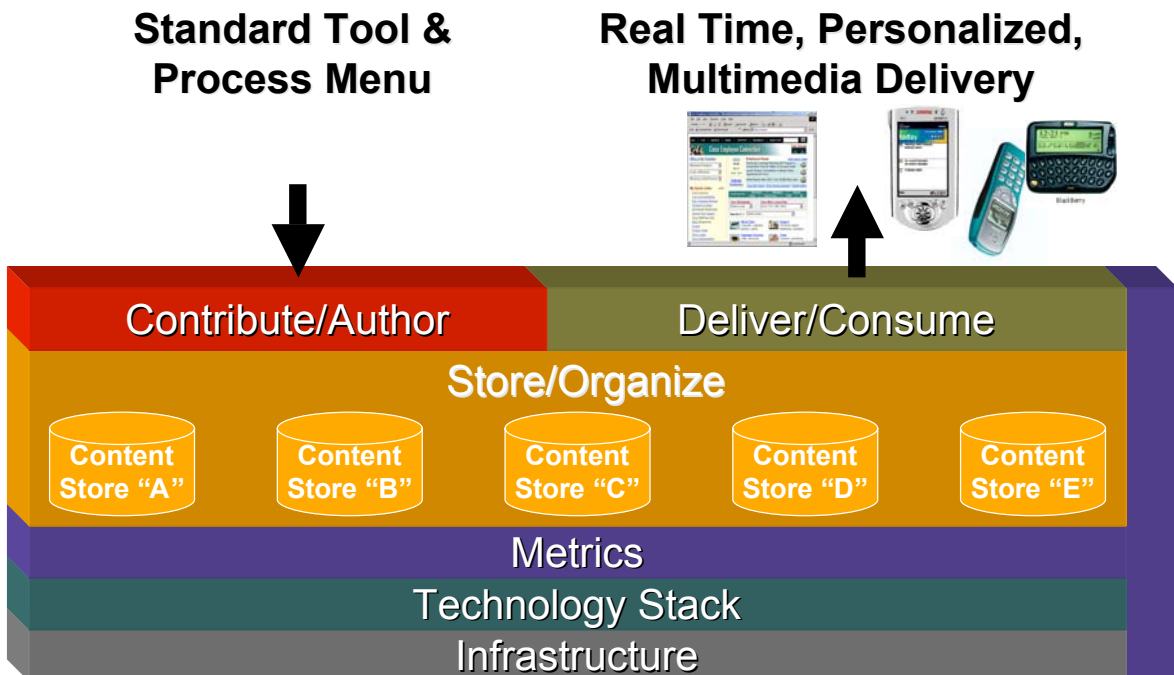 Standard Tool &
Process Menu
Real Time, Personalized,
Multimedia Delivery
BlackBerry
Contribute/Author
Deliver/Consume
Store/Organize
Content
Store “A”
Content
Store “B”
Content
Store “C”
Content
Store “D”
Content
Store “E”
Metrics
Technology Stack
Infrastructure